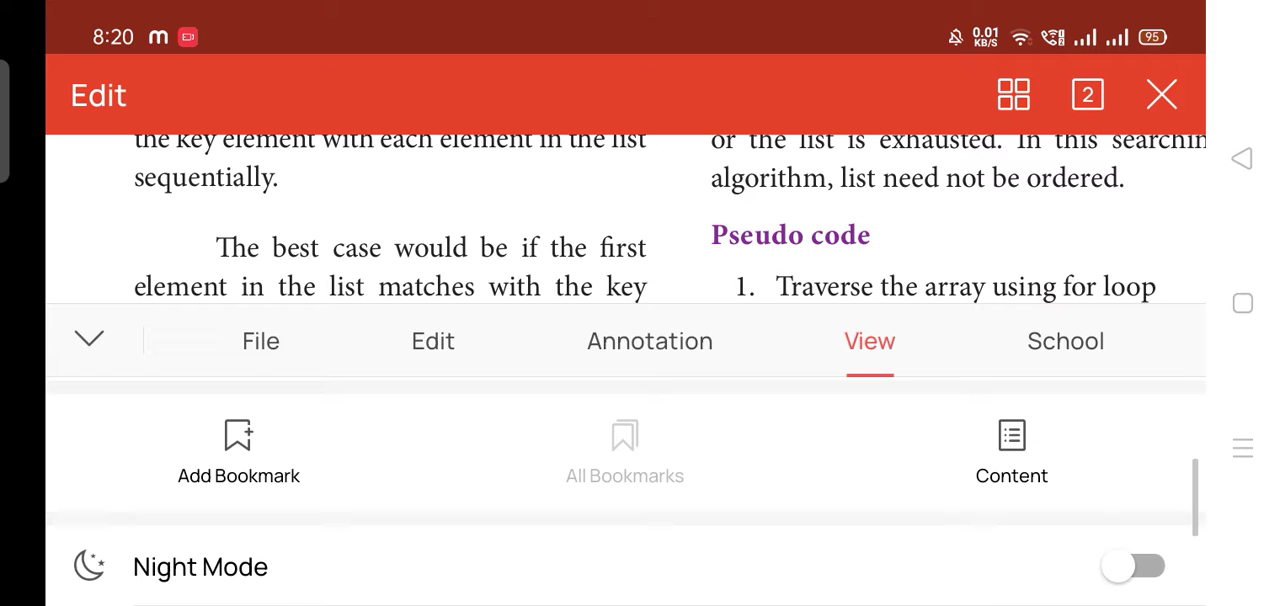 8:20 m 0.01 KB/S 95
Edit 2
the key element with each element in the list
sequentially.
The best case would be if the first
element in the list matches with the key
or the list is exhausted. In this searchin
algorithm, list need not be ordered.
Pseudo code
1. Traverse the array using for loop
File Edit Annotation View School
Add Bookmark All Bookmarks Content
Night Mode